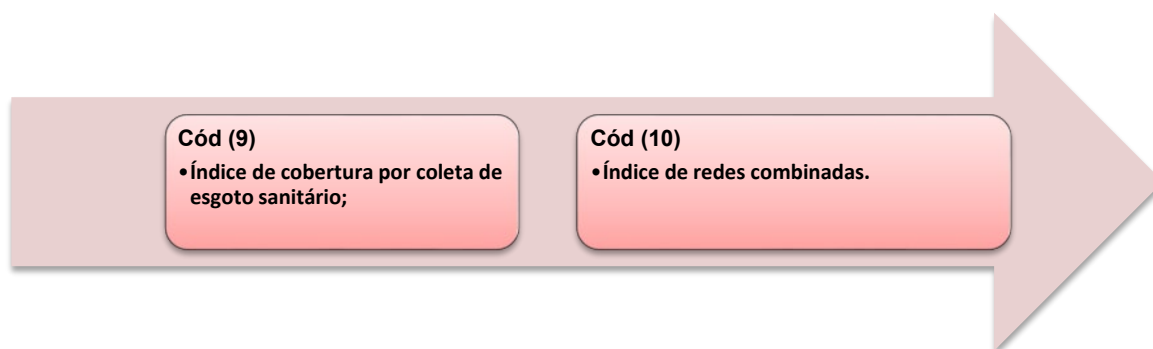 Cód (9)
•Índice de cobertura por coleta de
esgoto sanitário;
Cód (10)
•Índice de redes combinadas.